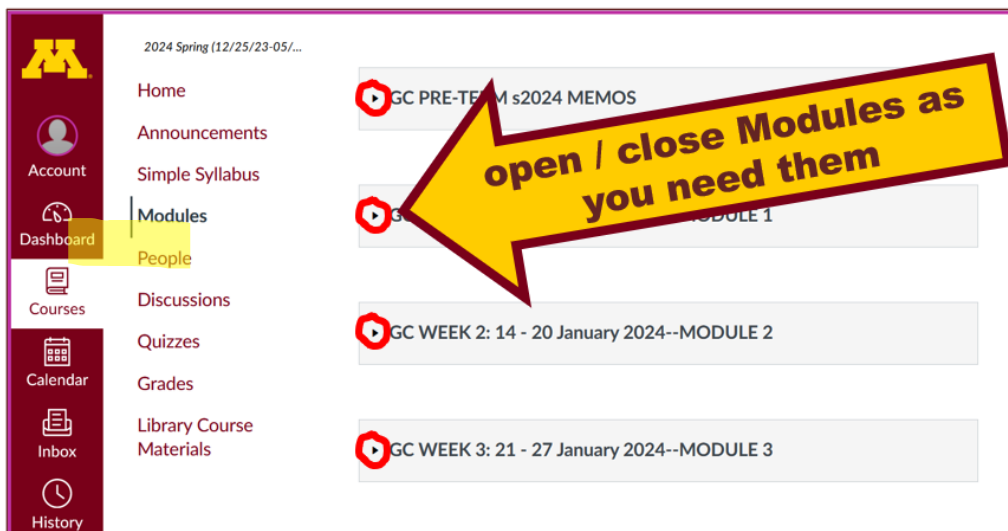 M
2024 Spring (12/25/23-05/...
Account
Dashboard
Courses
Calendar
Inbox
History
Home
Announcements
Simple Syllabus
Modules
People
Discussions
Quizzes
Grades
Library Course
Materials
GC PRE-TERM s2024 MEMOS
open / close Modules as
you need them
MODULE 1
GC WEEK 2: 14 - 20 January 2024--MODULE 2
GC WEEK 3: 21 - 27 January 2024--MODULE 3